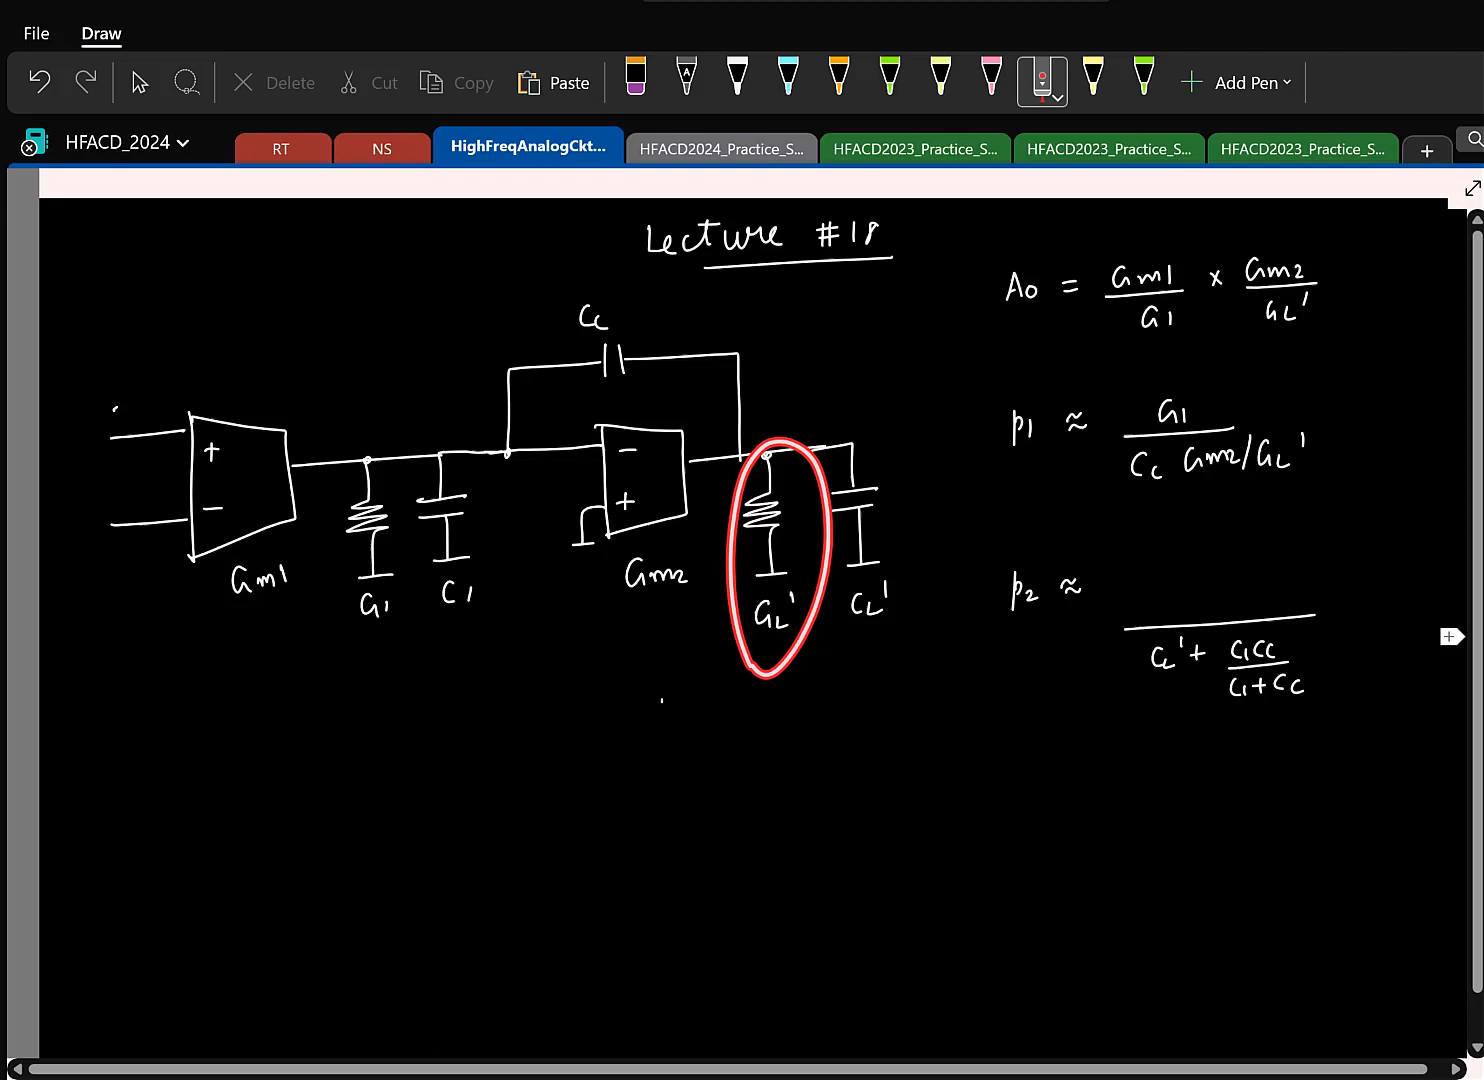 File Draw
Delete Cut Copy Paste A Add Pen
HFACD_2024 RT NS HighFreqAnalogCkt... HFACD2024_Practice_S... HFACD2023_Practice_S... HFACD2023_Practice_S... HFACD2023_Practice_S... +
Lecture #18
A0 = Gm1/G1 × Gm2/GL'
Cc
p1 ≈ G1 / Cc Gm2/GL'
+ −
− +
Gm1 G1 C1 Gm2 GL' CL'
p2 ≈
CL' + C1Cc/C1+Cc